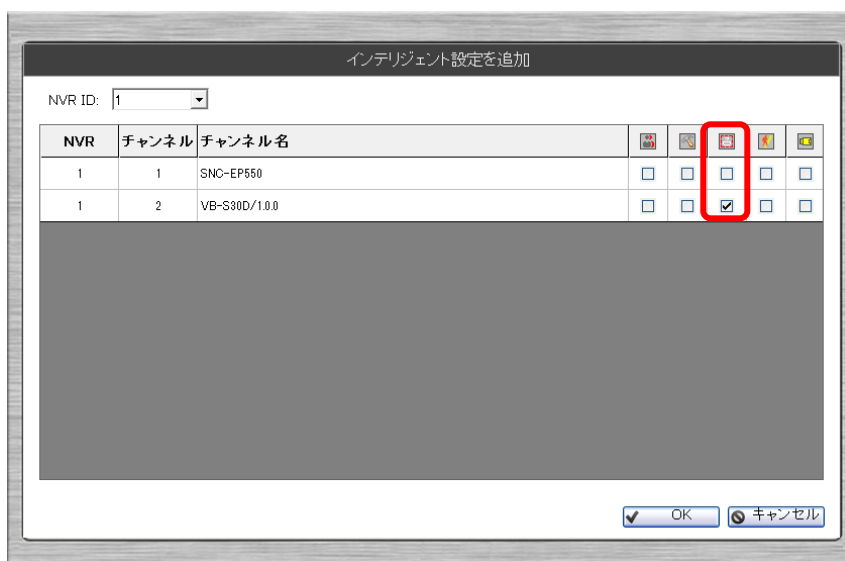 インテリジェント設定を追加
NVR ID: 1
NVR チャンネル チャンネル名
1 1 SNC-EP550
1 2 VB-S30D/1.0.0
OK キャンセル